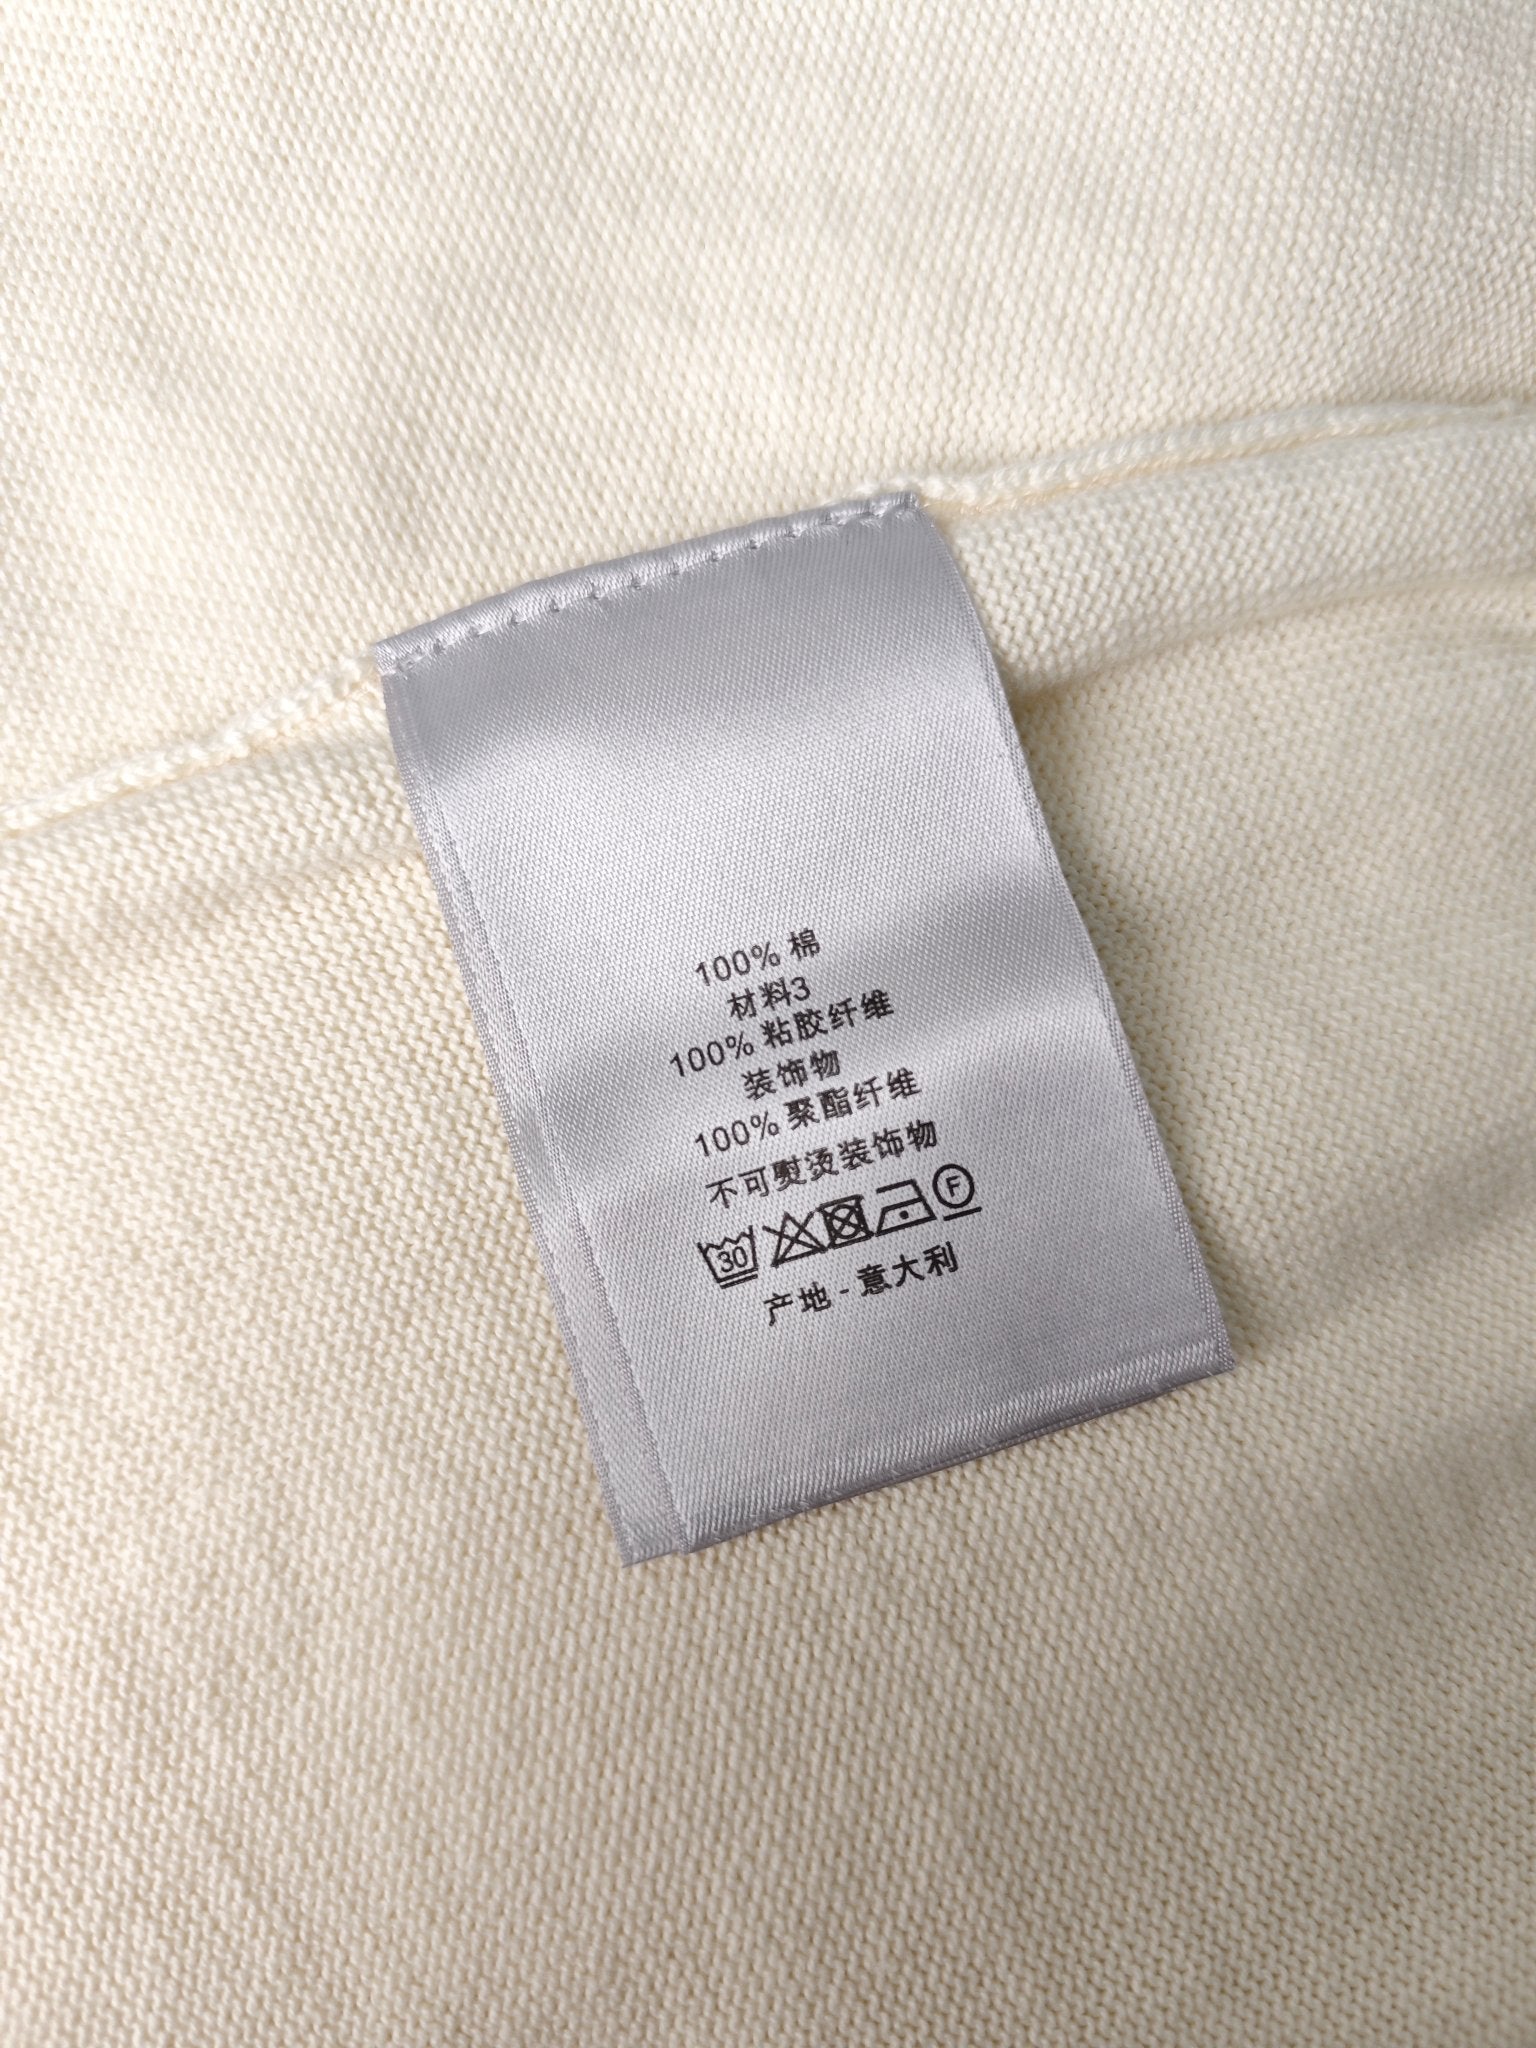 100% 棉
材料3
100% 粘胶纤维
装饰物
100% 聚酯纤维
不可熨烫装饰物
30 F
产地 - 意大利